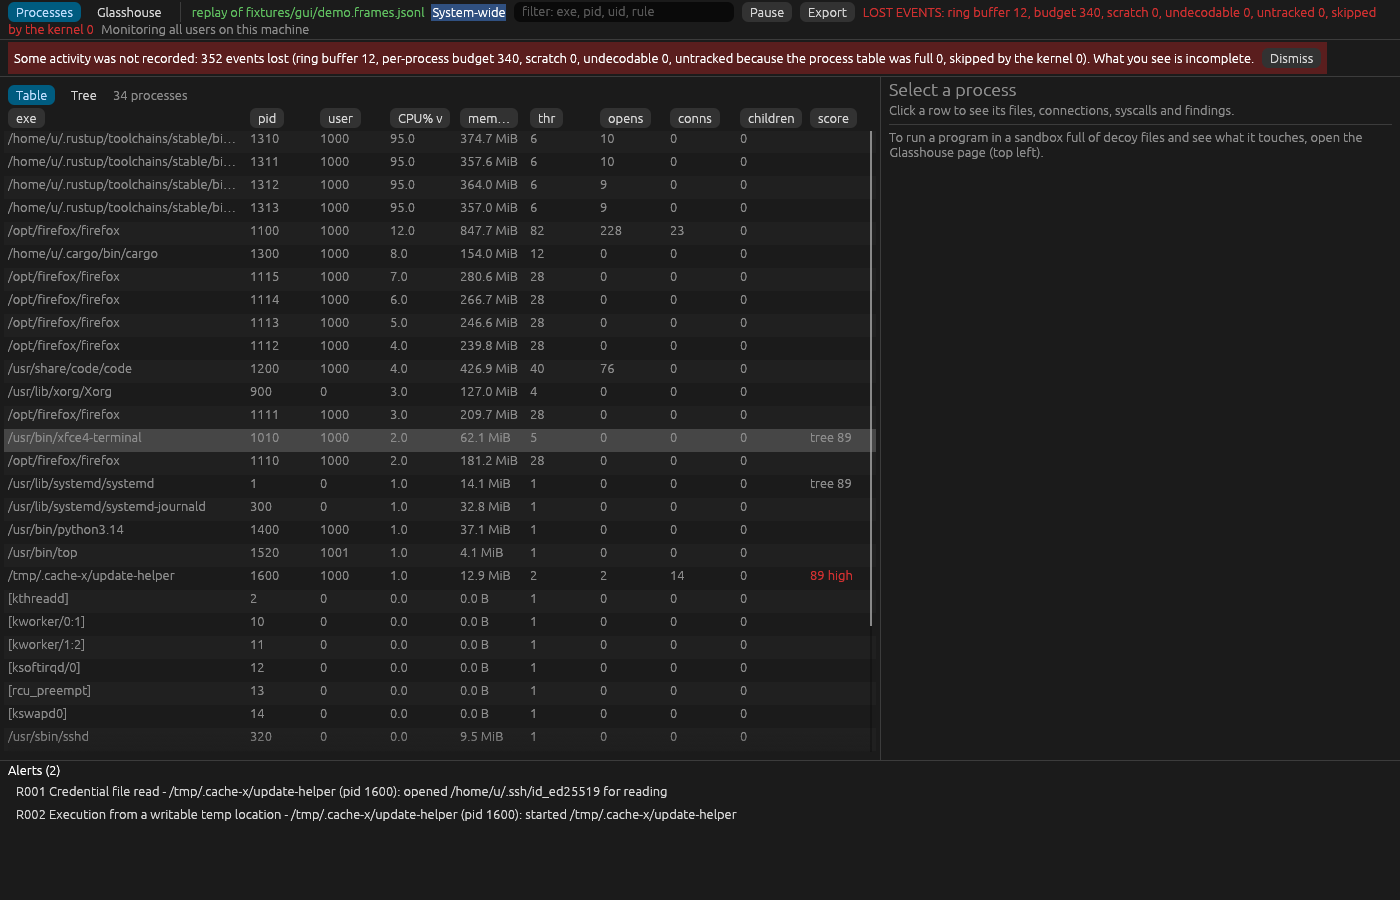 Processes Glasshouse replay of fixtures/gui/demo.frames.jsonl System-wide filter: exe, pid, uid, rule Pause Export LOST EVENTS: ring buffer 12, budget 340, scratch 0, undecodable 0, untracked 0, skipped
by the kernel 0 Monitoring all users on this machine
Some activity was not recorded: 352 events lost (ring buffer 12, per-process budget 340, scratch 0, undecodable 0, untracked because the process table was full 0, skipped by the kernel 0). What you see is incomplete. Dismiss
Table Tree 34 processes
exe pid user CPU% v mem... thr opens conns children score
/home/u/.rustup/toolchains/stable/bi... 1310 1000 95.0 374.7 MiB 6 10 0 0
/home/u/.rustup/toolchains/stable/bi... 1311 1000 95.0 357.6 MiB 6 10 0 0
/home/u/.rustup/toolchains/stable/bi... 1312 1000 95.0 364.0 MiB 6 9 0 0
/home/u/.rustup/toolchains/stable/bi... 1313 1000 95.0 357.0 MiB 6 9 0 0
/opt/firefox/firefox 1100 1000 12.0 847.7 MiB 82 228 23 0
/home/u/.cargo/bin/cargo 1300 1000 8.0 154.0 MiB 12 0 0 0
/opt/firefox/firefox 1115 1000 7.0 280.6 MiB 28 0 0 0
/opt/firefox/firefox 1114 1000 6.0 266.7 MiB 28 0 0 0
/opt/firefox/firefox 1113 1000 5.0 246.6 MiB 28 0 0 0
/opt/firefox/firefox 1112 1000 4.0 239.8 MiB 28 0 0 0
/usr/share/code/code 1200 1000 4.0 426.9 MiB 40 76 0 0
/usr/lib/xorg/Xorg 900 0 3.0 127.0 MiB 4 0 0 0
/opt/firefox/firefox 1111 1000 3.0 209.7 MiB 28 0 0 0
/usr/bin/xfce4-terminal 1010 1000 2.0 62.1 MiB 5 0 0 0 tree 89
/opt/firefox/firefox 1110 1000 2.0 181.2 MiB 28 0 0 0
/usr/lib/systemd/systemd 1 0 1.0 14.1 MiB 1 0 0 0 tree 89
/usr/lib/systemd/systemd-journald 300 0 1.0 32.8 MiB 1 0 0 0
/usr/bin/python3.14 1400 1000 1.0 37.1 MiB 1 0 0 0
/usr/bin/top 1520 1001 1.0 4.1 MiB 1 0 0 0
/tmp/.cache-x/update-helper 1600 1000 1.0 12.9 MiB 2 2 14 0 89 high
[kthreadd] 2 0 0.0 0.0 B 1 0 0 0
[kworker/0:1] 10 0 0.0 0.0 B 1 0 0 0
[kworker/1:2] 11 0 0.0 0.0 B 1 0 0 0
[ksoftirqd/0] 12 0 0.0 0.0 B 1 0 0 0
[rcu_preempt] 13 0 0.0 0.0 B 1 0 0 0
[kswapd0] 14 0 0.0 0.0 B 1 0 0 0
/usr/sbin/sshd 320 0 0.0 9.5 MiB 1 0 0 0
Select a process
Click a row to see its files, connections, syscalls and findings.
To run a program in a sandbox full of decoy files and see what it touches, open the
Glasshouse page (top left).
Alerts (2)
R001 Credential file read - /tmp/.cache-x/update-helper (pid 1600): opened /home/u/.ssh/id_ed25519 for reading
R002 Execution from a writable temp location - /tmp/.cache-x/update-helper (pid 1600): started /tmp/.cache-x/update-helper